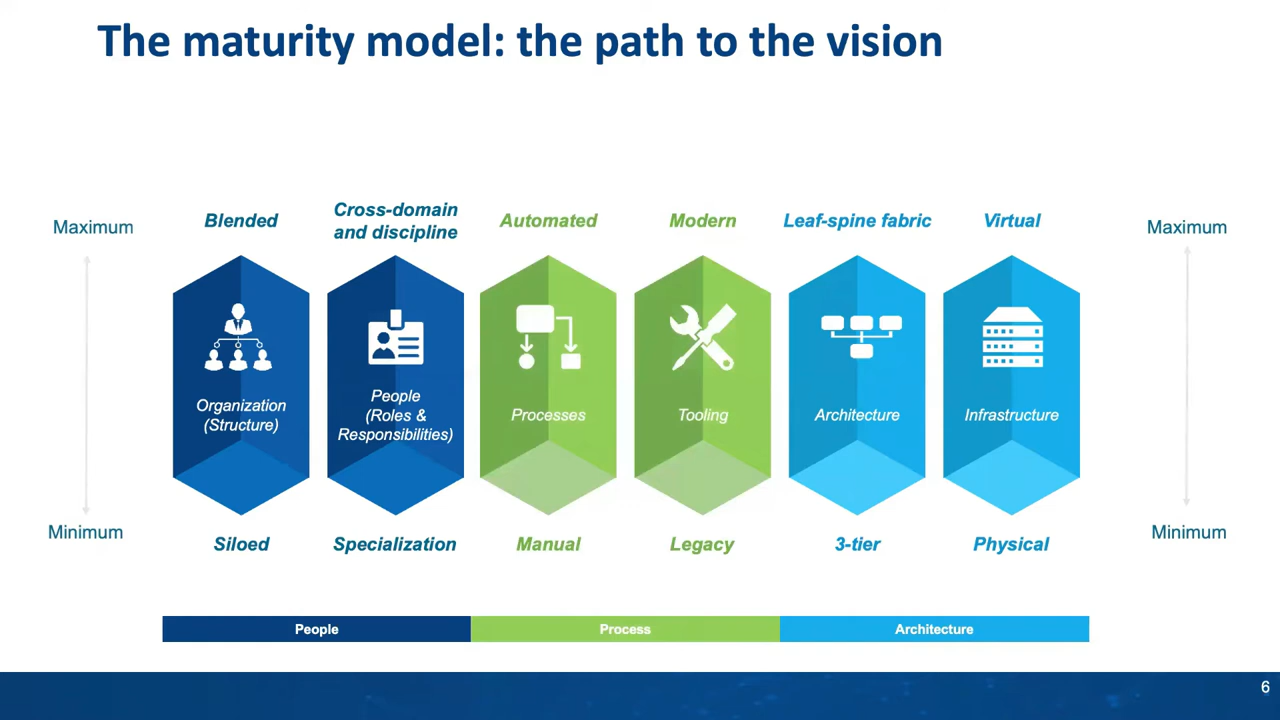 The maturity model: the path to the vision
Maximum
Blended
Cross-domain
and discipline
Automated
Modern
Leaf-spine fabric
Virtual
Maximum
Organization
(Structure)
People
(Roles &
Responsibilities)
Processes
Tooling
Architecture
Infrastructure
Minimum
Siloed
Specialization
Manual
Legacy
3-tier
Physical
Minimum
People
Process
Architecture
6